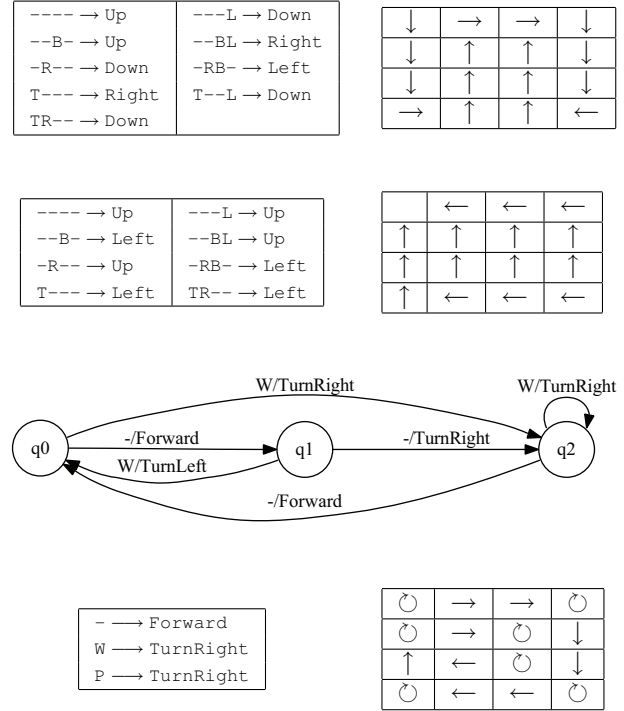 ---- → Up ---L → Down
--B- → Up --BL → Right
-R-- → Down -RB- → Left
T--- → Right T--L → Down
TR-- → Down
↓ → → ↓
↓ ↑ ↑ ↓
↓ ↑ ↑ ↓
→ ↑ ↑ ←
---- → Up ---L → Up
--B- → Left --BL → Up
-R-- → Up -RB- → Left
T--- → Left TR-- → Left
← ← ←
↑ ↑ ↑ ↑
↑ ↑ ↑ ↑
↑ ← ← ←
W/TurnRight W/TurnRight
q0 -/Forward q1 -/TurnRight q2
W/TurnLeft
-/Forward
- ⟶ Forward
W ⟶ TurnRight
P ⟶ TurnRight
↻ → → ↻
↻ → ↻ ↓
↑ ← ↻ ↓
↻ ← ← ↻